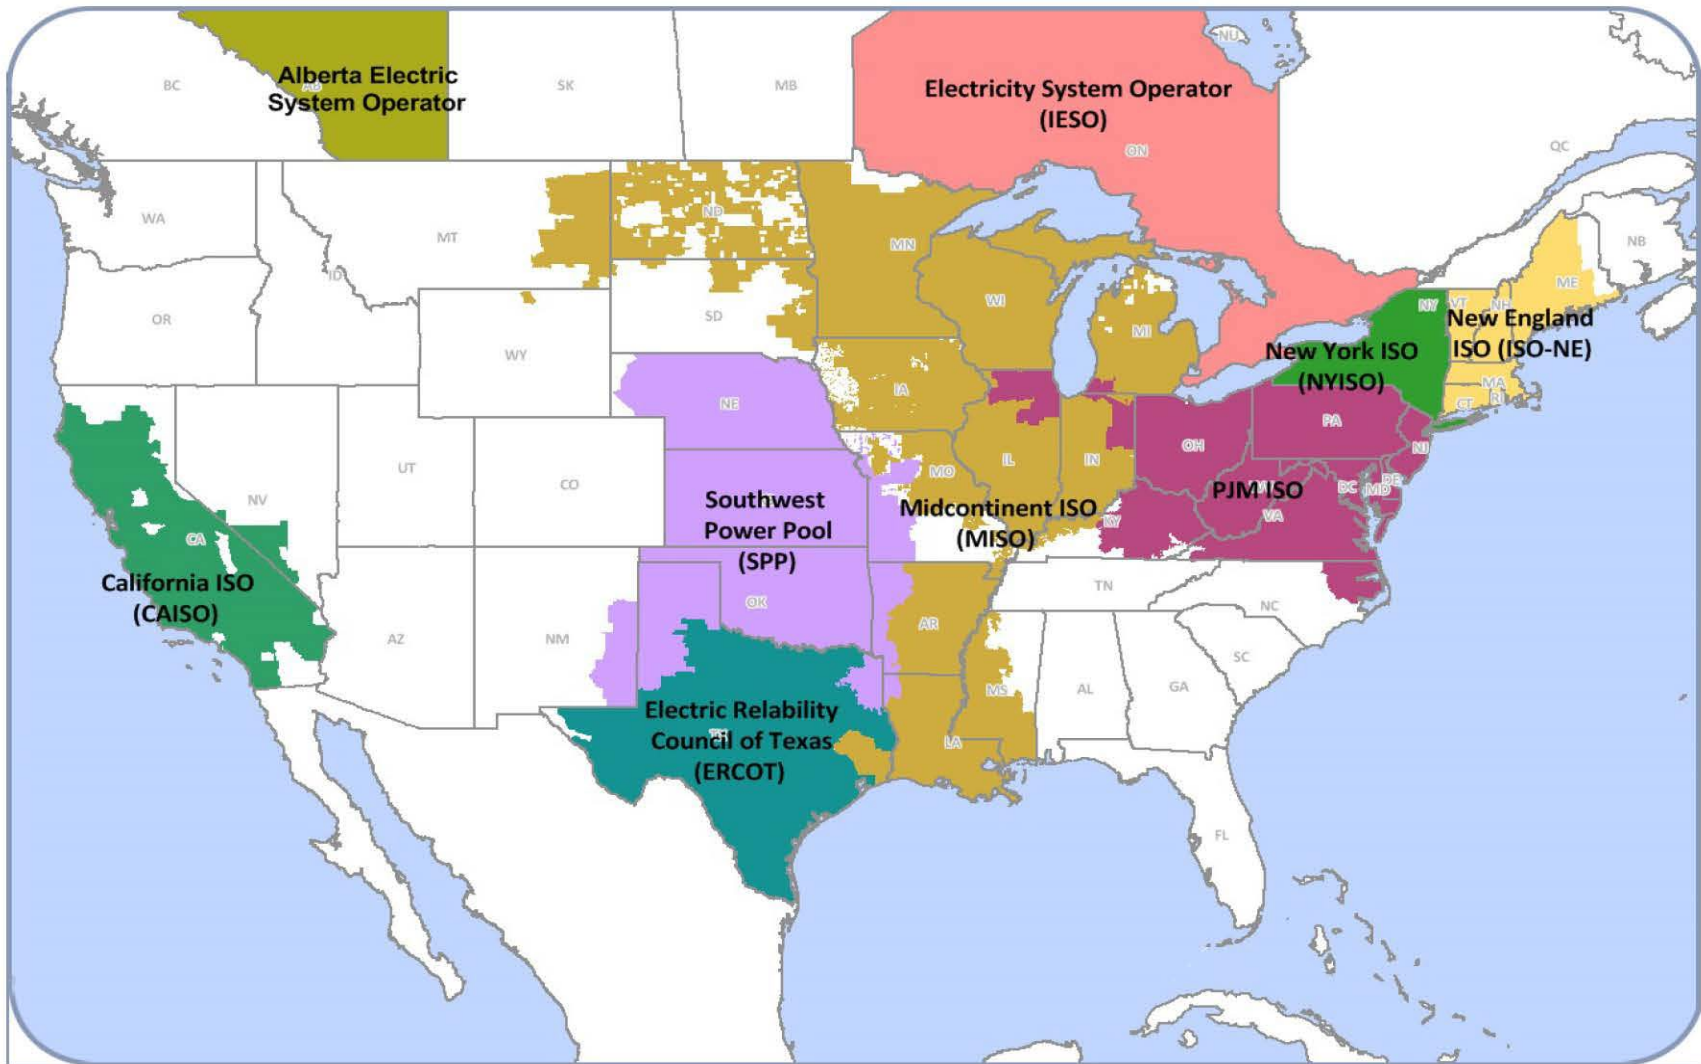 NU
BC
AB
Alberta Electric
System Operator
SK
MB
Electricity System Operator
(IESO)
ON
QC
WA
MT
ND
MN
NB
ID
ME
OR
SD
WI
MI
NY
VT
NH
New England
ISO (ISO-NE)
WY
New York ISO
(NYISO)
MA
CT
RI
NE
IA
PA
NJ
OH
UT
CO
NV
MO
IL
IN
PJM ISO
DC
MD
DE
VA
Southwest
Power Pool
(SPP)
Midcontinent ISO
(MISO)
KY
CA
California ISO
(CAISO)
OK
TN
NC
AZ
NM
AR
SC
MS
AL
GA
Electric Relability
Council of Texas
(ERCOT)
LA
FL